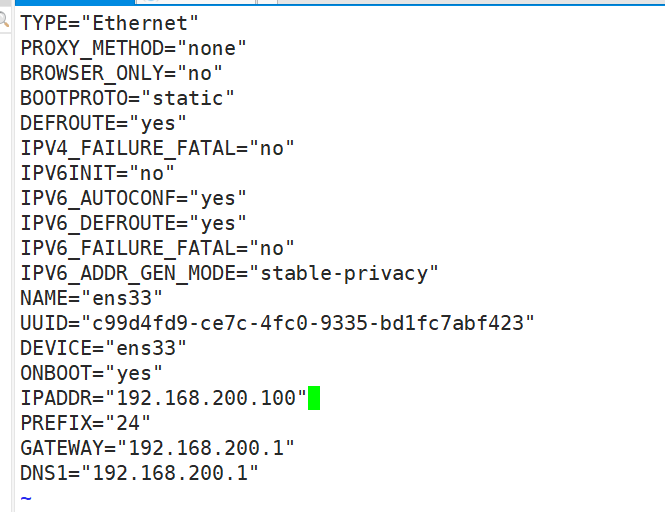 TYPE="Ethernet"
PROXY_METHOD="none"
BROWSER_ONLY="no"
BOOTPROTO="static"
DEFROUTE="yes"
IPV4_FAILURE_FATAL="no"
IPV6INIT="no"
IPV6_AUTOCONF="yes"
IPV6_DEFROUTE="yes"
IPV6_FAILURE_FATAL="no"
IPV6_ADDR_GEN_MODE="stable-privacy"
NAME="ens33"
UUID="c99d4fd9-ce7c-4fc0-9335-bd1fc7abf423"
DEVICE="ens33"
ONBOOT="yes"
IPADDR="192.168.200.100"
PREFIX="24"
GATEWAY="192.168.200.1"
DNS1="192.168.200.1"
~